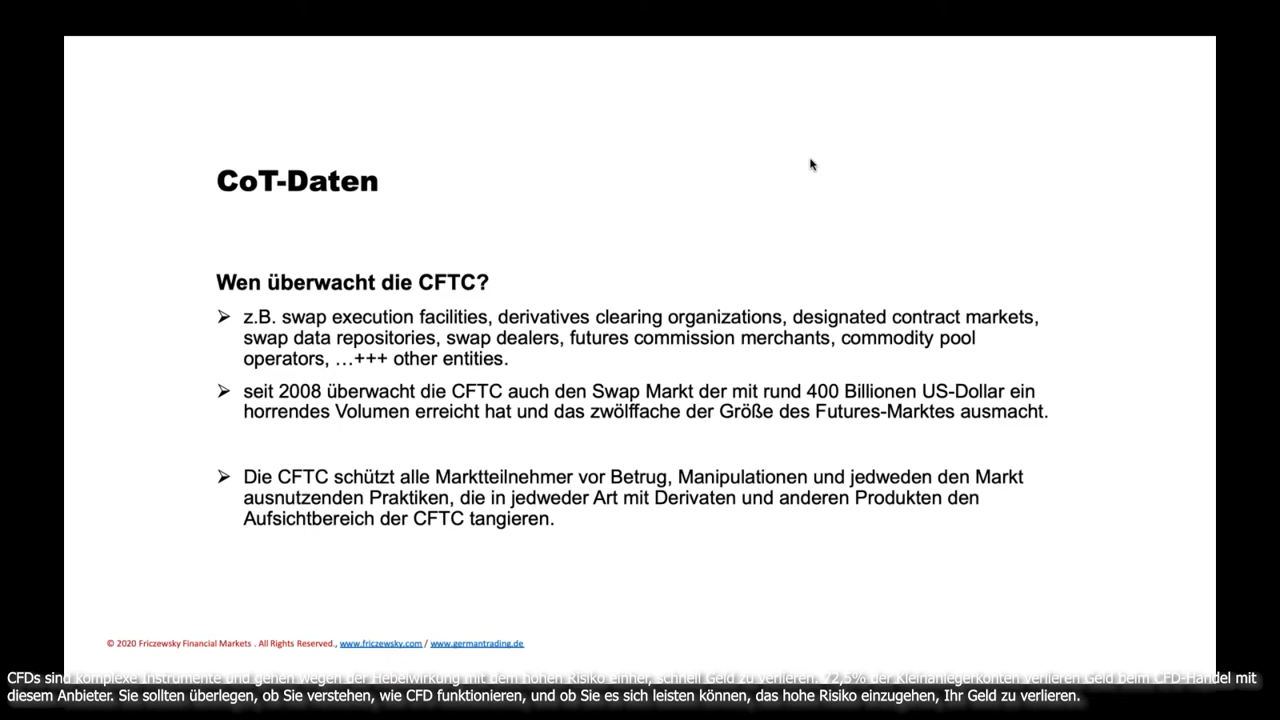 CoT-Daten
Wen überwacht die CFTC?
➢ z.B. swap execution facilities, derivatives clearing organizations, designated contract markets,
swap data repositories, swap dealers, futures commission merchants, commodity pool
operators, …+++ other entities.
➢ seit 2008 überwacht die CFTC auch den Swap Markt der mit rund 400 Billionen US-Dollar ein
horrendes Volumen erreicht hat und das zwölffache der Größe des Futures-Marktes ausmacht.
➢ Die CFTC schützt alle Marktteilnehmer vor Betrug, Manipulationen und jedweden den Markt
ausnutzenden Praktiken, die in jedweder Art mit Derivaten und anderen Produkten den
Aufsichtbereich der CFTC tangieren.
© 2020 Friczewsky Financial Markets . All Rights Reserved., www.friczewsky.com / www.germantrading.de
CFDs sind komplexe Instrumente und gehen wegen der Hebelwirkung mit dem hohen Risiko einher, schnell Geld zu verlieren. 72,5% der Kleinanlegerkonten verlieren Geld beim CFD-Handel mit
diesem Anbieter. Sie sollten überlegen, ob Sie verstehen, wie CFD funktionieren, und ob Sie es sich leisten können, das hohe Risiko einzugehen, Ihr Geld zu verlieren.